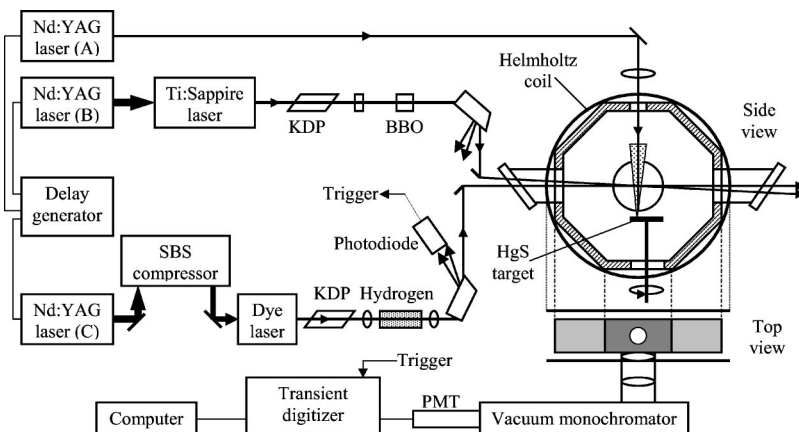 Nd:YAG
laser (A)
Helmholtz
coil
Nd:YAG
laser (B)
Ti:Sappire
laser
KDP
BBO
Side
view
Delay
generator
Trigger
Photodiode
SBS
compressor
HgS
target
Nd:YAG
laser (C)
Dye
laser
KDP
Hydrogen
Top
view
Trigger
Computer
Transient
digitizer
PMT
Vacuum monochromator